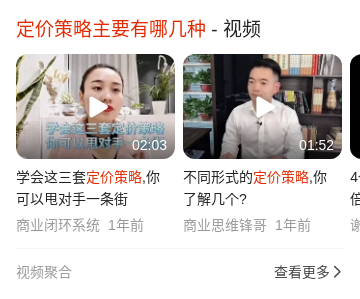 定价策略主要有哪几种 - 视频
学会这三套定价策略
你可以甩对手
02:03
01:52
学会这三套定价策略,你
可以甩对手一条街
商业闭环系统 1年前
不同形式的定价策略,你
了解几个?
商业思维锋哥 1年前
4
倍
谢
视频聚合
查看更多